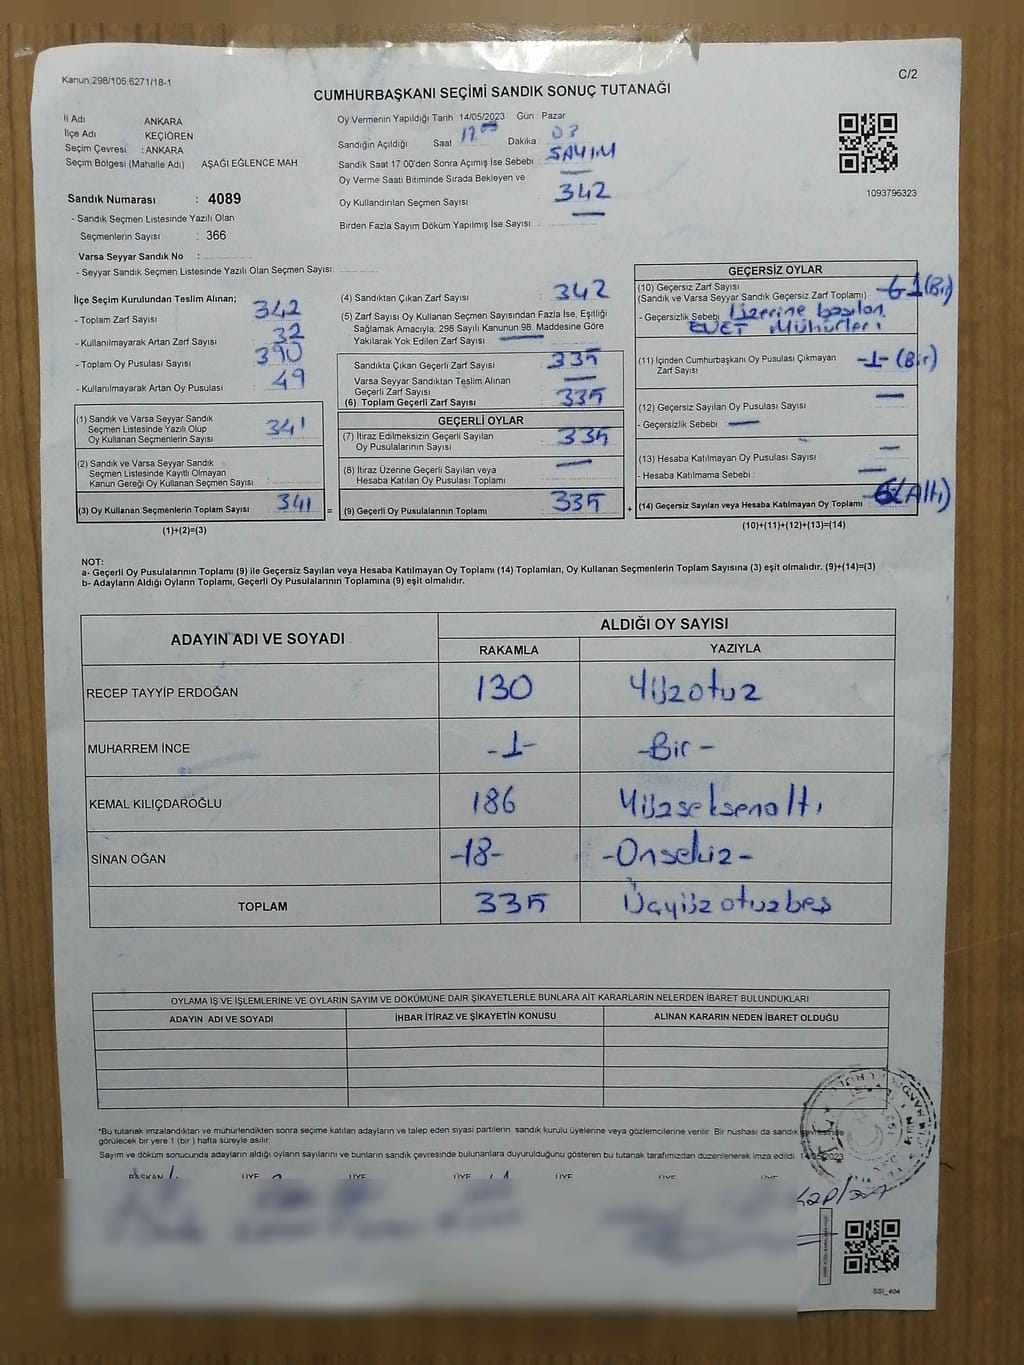 Kanun 298/105 6271/18-1
C/2
CUMHURBAŞKANI SEÇİMİ SANDIK SONUÇ TUTANAĞI
İl Adı ANKARA
İlçe Adı KEÇİÖREN
Seçim Çevresi : ANKARA
Seçim Bölgesi (Mahalle Adı) AŞAĞI EĞLENCE MAH
Sandık Numarası : 4089
- Sandık Seçmen Listesinde Yazılı Olan
Seçmenlerin Sayısı : 366
Varsa Seyyar Sandık No :
- Seyyar Sandık Seçmen Listesinde Yazılı Olan Seçmen Sayısı:
Oy Vermenin Yapıldığı Tarih 14/05/2023 Gün : Pazar
Sandığın Açıldığı Saat 17.03 Dakika : 03
Sandık Saat 17 00'den Sonra Açımış İse Sebebi : SAYIM
Oy Verme Saati Bitiminde Sırada Bekleyen ve
Oy Kullandırılan Seçmen Sayısı 342
Birden Fazla Sayım Döküm Yapılmış İse Sayısı :
1093796323
İlçe Seçim Kurulundan Teslim Alınan;
- Toplam Zarf Sayısı : 342
- Kullanılmayarak Artan Zarf Sayısı : 32
- Toplam Oy Pusulası Sayısı : 390
- Kullanılmayarak Artan Oy Pusulası : 49
(1) Sandık ve Varsa Seyyar Sandık
Seçmen Listesinde Yazılı Olup
Oy Kullanan Seçmenlerin Sayısı 341
(2) Sandık ve Varsa Seyyar Sandık
Seçmen Listesinde Kayıtlı Olmayan
Kanun Gereği Oy Kullanan Seçmen Sayısı
(3) Oy Kullanan Seçmenlerin Toplam Sayısı 341
(1)+(2)=(3)
(4) Sandıktan Çıkan Zarf Sayısı : 342
(5) Zarf Sayısı Oy Kullanan Seçmen Sayısından Fazla İse, Eşitliği
Sağlamak Amacıyla; 298 Sayılı Kanunun 98. Maddesine Göre
Yakılarak Yok Edilen Zarf Sayısı
Sandıkta Çıkan Geçerli Zarf Sayısı : 335
Varsa Seyyar Sandıktan Teslim Alınan
Geçerli Zarf Sayısı
(6) Toplam Geçerli Zarf Sayısı : 335
GEÇERLİ OYLAR
(7) İtiraz Edilmeksizin Geçerli Sayılan
Oy Pusulasının Sayısı : 335
(8) İtiraz Üzerine Geçerli Sayılan veya
Hesaba Katılan Oy Pusulası Toplamı
= (9) Geçerli Oy Pusulalarının Toplamı 335 +
GEÇERSİZ OYLAR
(10) Geçersiz Zarf Sayısı
(Sandık ve Varsa Seyyar Sandık Geçersiz Zarf Toplamı)
- Geçersizlik Sebebi : Üzerine basılan
EVET Mühürleri
(11) İçinden Cumhurbaşkanı Oy Pusulası Çıkmayan
Zarf Sayısı -1- (Bir)
(12) Geçersiz Sayılan Oy Pusulası Sayısı
- Geçersizlik Sebebi :
(13) Hesaba Katılmayan Oy Pusulası Sayısı
- Hesaba Katılmama Sebebi :
(14) Geçersiz Sayılan veya Hesaba Katılmayan Oy Toplamı 6 (Altı)
(10)+(11)+(12)+(13)=(14)
NOT:
a- Geçerli Oy Pusulalarının Toplamı (9) ile Geçersiz Sayılan veya Hesaba Katılmayan Oy Toplamı (14) Toplamları, Oy Kullanan Seçmenlerin Toplam Sayısına (3) eşit olmalıdır. (9)+(14)=(3)
b- Adayların Aldığı Oyların Toplamı, Geçerli Oy Pusulalarının Toplamına (9) eşit olmalıdır.
ADAYIN ADI VE SOYADI ALDIĞI OY SAYISI
RAKAMLA YAZIYLA
RECEP TAYYİP ERDOĞAN 130 Yüzotuz
MUHARREM İNCE -1- -Bir-
KEMAL KILIÇDAROĞLU 186 Yüzseksenaltı
SİNAN OĞAN -18- -Onsekiz-
TOPLAM 335 Üçyüzotuzbeş
OYLAMA İŞ VE İŞLEMLERİNE VE OYLARIN SAYIM VE DÖKÜMÜNE DAİR ŞİKAYETLERLE BUNLARA AİT KARARLARIN NELERDEN İBARET BULUNDUKLARI
ADAYIN ADI VE SOYADI İHBAR İTİRAZ VE ŞİKAYETİN KONUSU ALINAN KARARIN NEDEN İBARET OLDUĞU
*Bu tutanak imzalandıktan ve mühürlendikten sonra seçime katılan adayların ve talep eden siyasi partilerin sandık kurulu üyelerine veya gözlemcilerine verilir Bir nüshası da sandık çevresinde
görülecek bir yere 1 (bir) hafta süreyle asılır
Sayım ve döküm sonucunda adayların aldığı oyların sayılarını ve bunların sandık çevresinde bulunanlara duyurulduğunu gösteren bu tutanak tarafımızdan düzenlenerek imza edildi. 14/05/2023
BAŞKAN ÜYE ÜYE ÜYE ÜYE ÜYE ÜYE
SSI_404